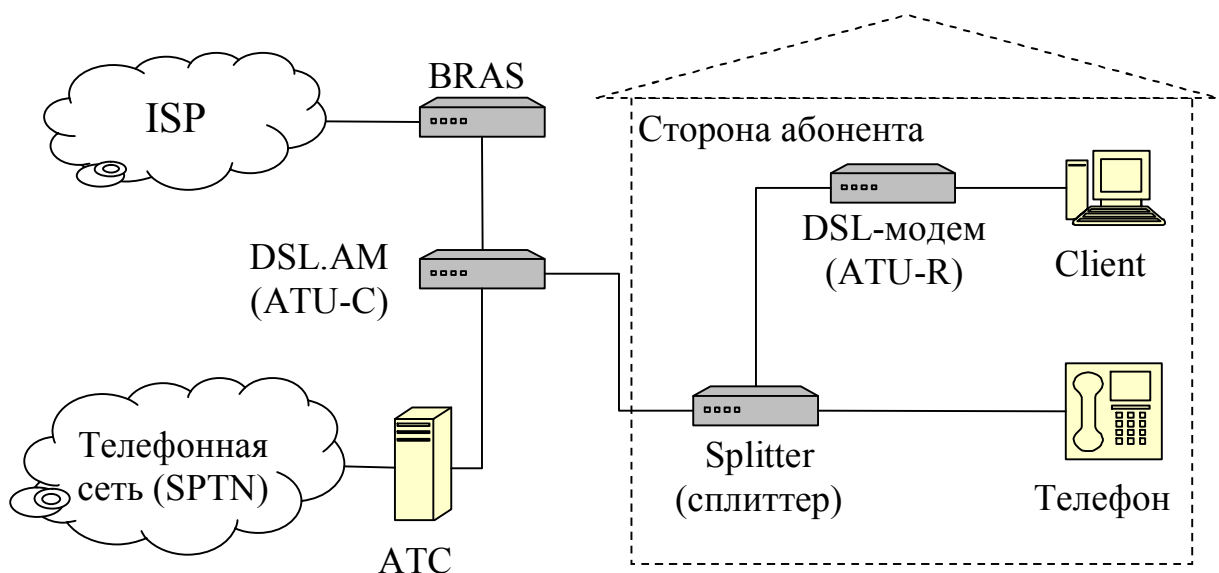 BRAS
ISP
Сторона абонента
DSL-модем
(ATU-R)
Client
DSL.AM
(ATU-C)
Телефонная
сеть (SPTN)
АТС
Splitter
(сплиттер)
Телефон